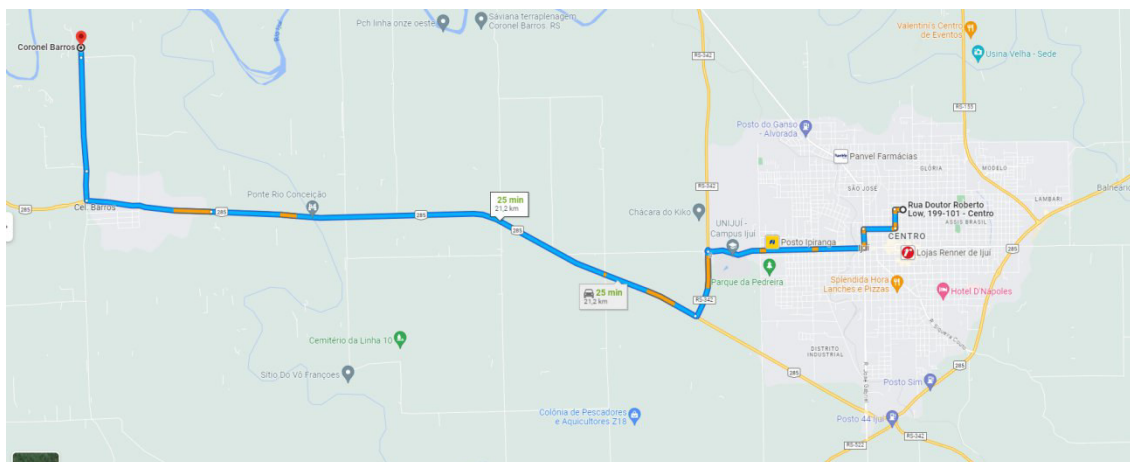 Coronel Barros
Pch linha onze oeste
Saviana terraplenagem
Coronel Barros. RS
RS-342
Valentini's Centro
de Eventos
Usina Velha - Sede
RS-155
Posto do Ganso
- Alvorada
Panvel Farmácias
GLÓRIA
MODELO
SÃO JOSÉ
Balneário
LAMBARI
Cel. Barros
285
Ponte Rio Conceição
285
285
25 min
21,2 km
285
RS-342
Chácara do Kiko
UNIJUÍ -
Campus Ijuí
Posto Ipiranga
Rua Doutor Roberto
Low, 199-101 - Centro
ASSIS BRASIL
CENTRO
Lojas Renner de Ijuí
Parque da Pedreira
Splendida Hora
Lanches e Pizzas
Hotel D'Napoles
25 min
21,2 km
RS-342
Cemitério da Linha 10
Sítio Do Vô Françoes
DISTRITO
INDUSTRIAL
285
285
R. Siqueira Couto
Posto Sim
Colônia de Pescadores
e Aquicultores Z18
Posto 44 Ijuí
285
RS-342
RS-522